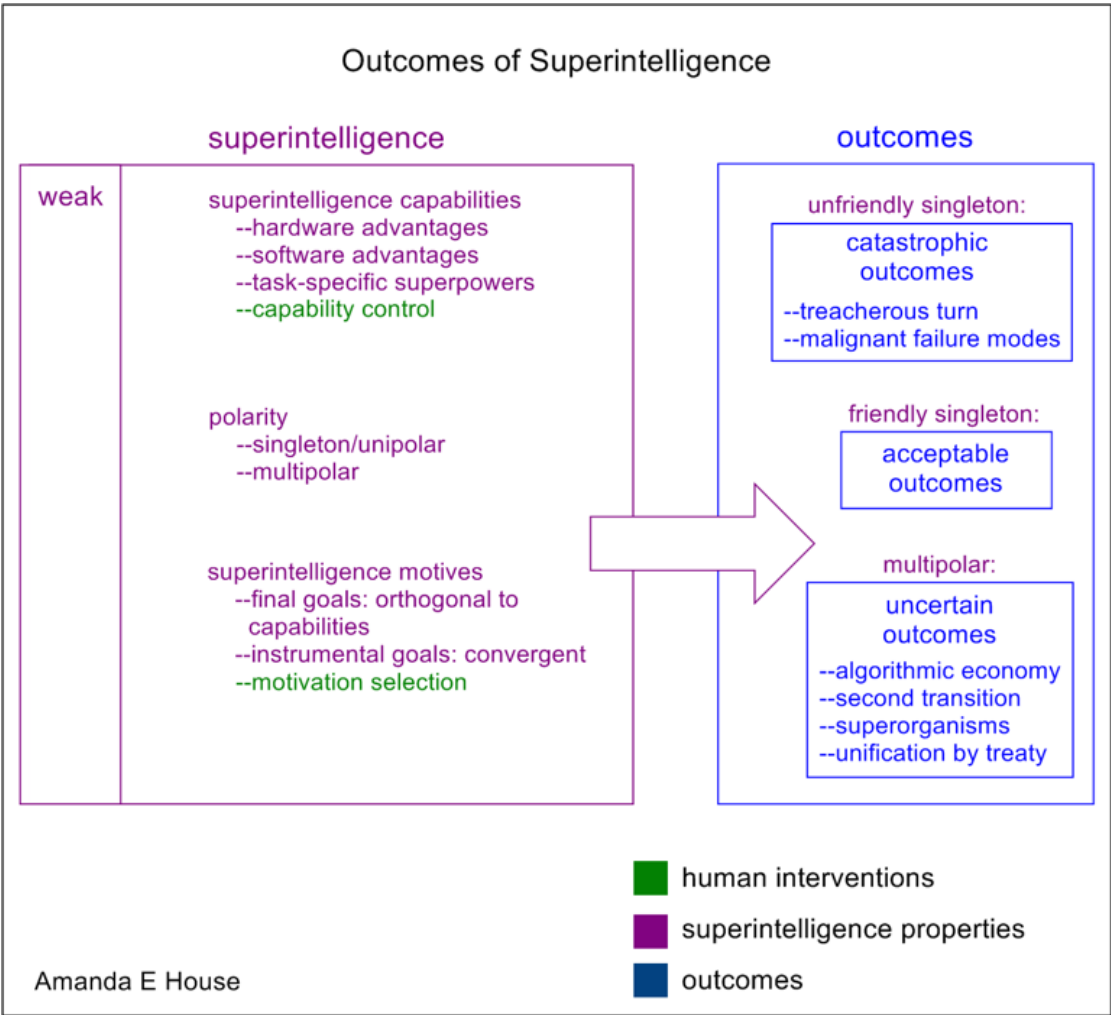 Outcomes of Superintelligence
superintelligence
weak
superintelligence capabilities
--hardware advantages
--software advantages
--task-specific superpowers
--capability control
polarity
--singleton/unipolar
--multipolar
superintelligence motives
--final goals: orthogonal to
capabilities
--instrumental goals: convergent
--motivation selection
outcomes
unfriendly singleton:
catastrophic
outcomes
--treacherous turn
--malignant failure modes
friendly singleton:
acceptable
outcomes
multipolar:
uncertain
outcomes
--algorithmic economy
--second transition
--superorganisms
--unification by treaty
human interventions
superintelligence properties
outcomes
Amanda E House